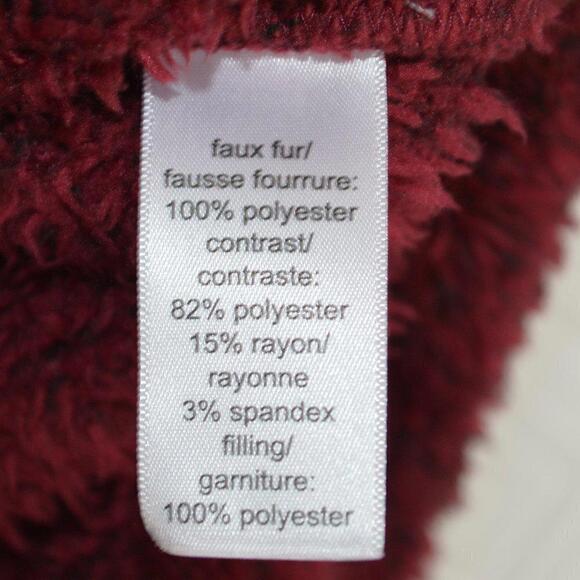 faux fur/
fausse fourrure:
100% polyester
contrast/
contraste:
82% polyester
15% rayon/
rayonne
3% spandex
filling/
garniture:
100% polyester